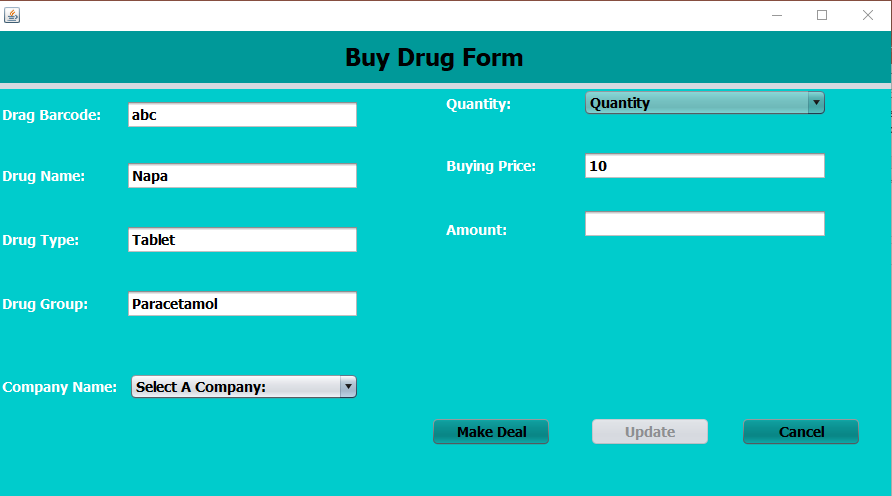 Buy Drug Form
Drag Barcode: abc
Drug Name: Napa
Drug Type: Tablet
Drug Group: Paracetamol
Company Name: Select A Company:
Quantity: Quantity
Buying Price: 10
Amount:
Make Deal Update Cancel